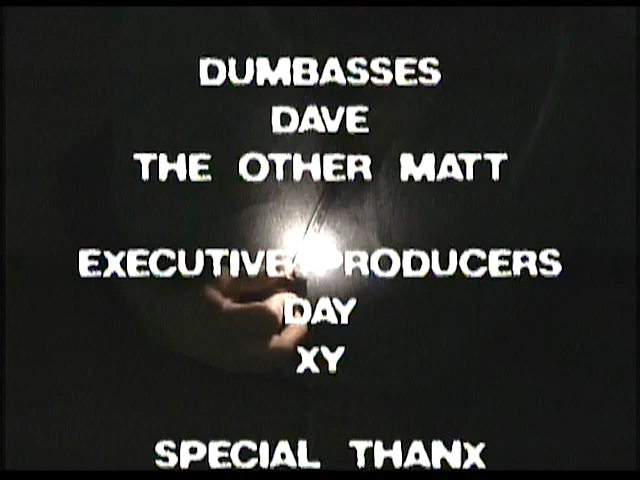 DUMBASSES
DAVE
THE OTHER MATT
EXECUTIVE PRODUCERS
DAY
XY
SPECIAL THANX